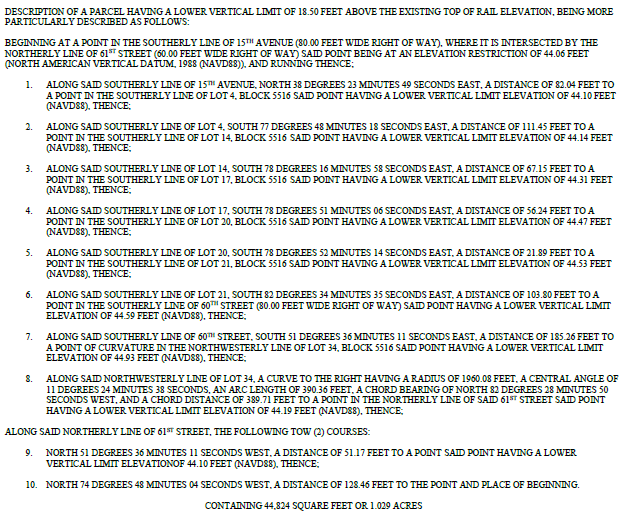 DESCRIPTION OF A PARCEL HAVING A LOWER VERTICAL LIMIT OF 18.50 FEET ABOVE THE EXISTING TOP OF RAIL ELEVATION, BEING MORE
PARTICULARLY DESCRIBED AS FOLLOWS:
BEGINNING AT A POINT IN THE SOUTHERLY LINE OF 15TH AVENUE (80.00 FEET WIDE RIGHT OF WAY), WHERE IT IS INTERSECTED BY THE
NORTHERLY LINE OF 61ST STREET (60.00 FEET WIDE RIGHT OF WAY) SAID POINT BEING AT AN ELEVATION RESTRICTION OF 44.06 FEET
(NORTH AMERICAN VERTICAL DATUM, 1988 (NAVD88)), AND RUNNING THENCE;
1. ALONG SAID SOUTHERLY LINE OF 15TH AVENUE, NORTH 38 DEGREES 23 MINUTES 49 SECONDS EAST, A DISTANCE OF 82.04 FEET TO
A POINT IN THE SOUTHERLY LINE OF LOT 4, BLOCK 5516 SAID POINT HAVING A LOWER VERTICAL LIMIT ELEVATION OF 44.10 FEET
(NAVD88), THENCE;
2. ALONG SAID SOUTHERLY LINE OF LOT 4, SOUTH 77 DEGREES 48 MINUTES 18 SECONDS EAST, A DISTANCE OF 111.45 FEET TO A
POINT IN THE SOUTHERLY LINE OF LOT 14, BLOCK 5516 SAID POINT HAVING A LOWER VERTICAL LIMIT ELEVATION OF 44.14 FEET
(NAVD88), THENCE;
3. ALONG SAID SOUTHERLY LINE OF LOT 14, SOUTH 78 DEGREES 16 MINUTES 58 SECONDS EAST, A DISTANCE OF 67.15 FEET TO A
POINT IN THE SOUTHERLY LINE OF LOT 17, BLOCK 5516 SAID POINT HAVING A LOWER VERTICAL LIMIT ELEVATION OF 44.31 FEET
(NAVD88), THENCE;
4. ALONG SAID SOUTHERLY LINE OF LOT 17, SOUTH 78 DEGREES 51 MINUTES 06 SECONDS EAST, A DISTANCE OF 56.24 FEET TO A
POINT IN THE SOUTHERLY LINE OF LOT 20, BLOCK 5516 SAID POINT HAVING A LOWER VERTICAL LIMIT ELEVATION OF 44.47 FEET
(NAVD88), THENCE;
5. ALONG SAID SOUTHERLY LINE OF LOT 20, SOUTH 78 DEGREES 52 MINUTES 14 SECONDS EAST, A DISTANCE OF 21.89 FEET TO A
POINT IN THE SOUTHERLY LINE OF LOT 21, BLOCK 5516 SAID POINT HAVING A LOWER VERTICAL LIMIT ELEVATION OF 44.53 FEET
(NAVD88), THENCE;
6. ALONG SAID SOUTHERLY LINE OF LOT 21, SOUTH 82 DEGREES 34 MINUTES 35 SECONDS EAST, A DISTANCE OF 103.80 FEET TO A
POINT IN THE SOUTHERLY LINE OF 60TH STREET (80.00 FEET WIDE RIGHT OF WAY) SAID POINT HAVING A LOWER VERTICAL LIMIT
ELEVATION OF 44.59 FEET (NAVD88), THENCE;
7. ALONG SAID SOUTHERLY LINE OF 60TH STREET, SOUTH 51 DEGREES 36 MINUTES 11 SECONDS EAST, A DISTANCE OF 185.26 FEET TO
A POINT OF CURVATURE IN THE NORTHWESTERLY LINE OF LOT 34, BLOCK 5516 SAID POINT HAVING A LOWER VERTICAL LIMIT
ELEVATION OF 44.93 FEET (NAVD88), THENCE;
8. ALONG SAID NORTHWESTERLY LINE OF LOT 34, A CURVE TO THE RIGHT HAVING A RADIUS OF 1960.08 FEET, A CENTRAL ANGLE OF
11 DEGREES 24 MINUTES 38 SECONDS, AN ARC LENGTH OF 390.36 FEET, A CHORD BEARING OF NORTH 82 DEGREES 28 MINUTES 50
SECONDS WEST, AND A CHORD DISTANCE OF 389.71 FEET TO A POINT IN THE NORTHERLY LINE OF SAID 61ST STREET SAID POINT
HAVING A LOWER VERTICAL LIMIT ELEVATION OF 44.19 FEET (NAVD88), THENCE;
ALONG SAID NORTHERLY LINE OF 61ST STREET, THE FOLLOWING TOW (2) COURSES:
9. NORTH 51 DEGREES 36 MINUTES 11 SECONDS WEST, A DISTANCE OF 51.17 FEET TO A POINT SAID POINT HAVING A LOWER
VERTICAL LIMIT ELEVATIONOF 44.10 FEET (NAVD88), THENCE;
10. NORTH 74 DEGREES 48 MINUTES 04 SECONDS WEST, A DISTANCE OF 128.46 FEET TO THE POINT AND PLACE OF BEGINNING.
CONTAINING 44,824 SQUARE FEET OR 1.029 ACRES